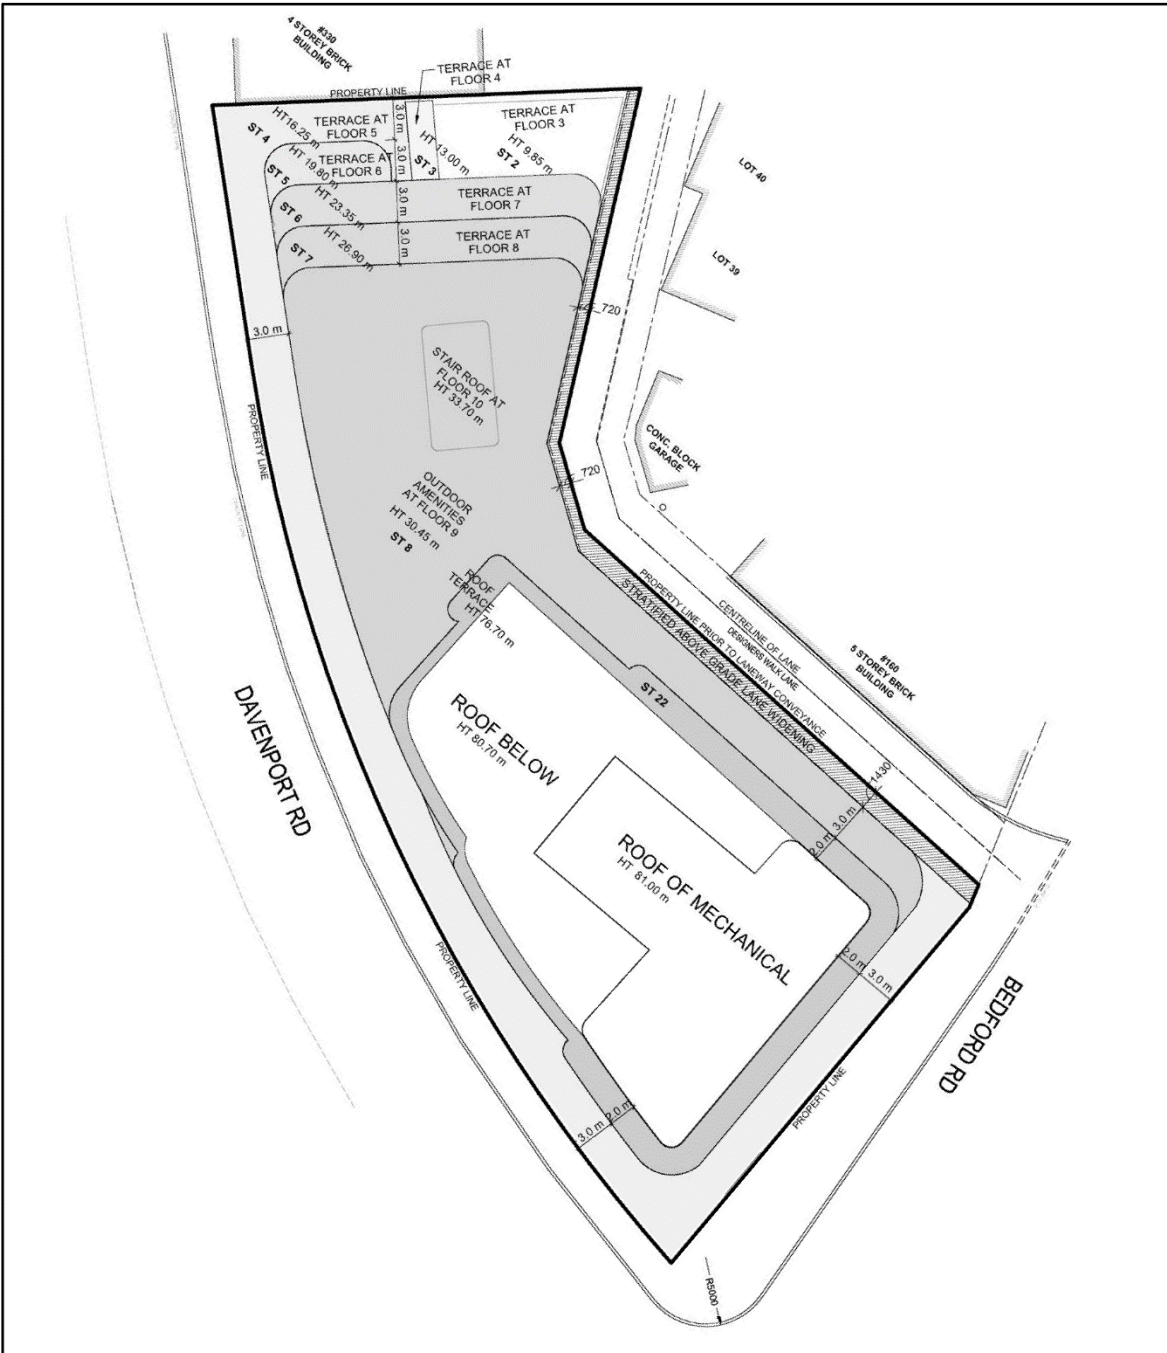 #330
4 STOREY BRICK
BUILDING
PROPERTY LINE
TERRACE AT
FLOOR 4
TERRACE AT
FLOOR 5
HT16.25 m
ST 4
3.0 m
HT 13.00 m
ST 3
TERRACE AT
FLOOR 3
HT 9.85 m
ST 2
TERRACE AT
FLOOR 6
HT 19.80 m
ST 5
3.0 m
TERRACE AT
FLOOR 7
HT 23.35 m
ST 6
3.0 m
TERRACE AT
FLOOR 8
HT 26.90 m
ST 7
3.0 m
LOT 40
LOT 39
720
3.0 m
STAIR ROOF AT
FLOOR 10
HT 33.70 m
PROPERTY LINE
CONC. BLOCK
GARAGE
720
OUTDOOR
AMENITIES
AT FLOOR 9
HT 30.45 m
ST 8
ROOF
TERRACE
HT 76.70 m
CENTRELINE OF LANE
DESIGNERS WALK LANE
PROPERTY LINE PRIOR TO LANEWAY CONVEYANCE
STRATIFIED ABOVE GRADE LANE WIDENING
#160
5 STOREY BRICK
BUILDING
ST 22
DAVENPORT RD
ROOF BELOW
HT 80.70 m
1430
3.0 m
2.0 m
ROOF OF MECHANICAL
HT 81.00 m
2.0 m
3.0 m
PROPERTY LINE
BEDFORD RD
PROPERTY LINE
3.0 m
2.0 m
R5000